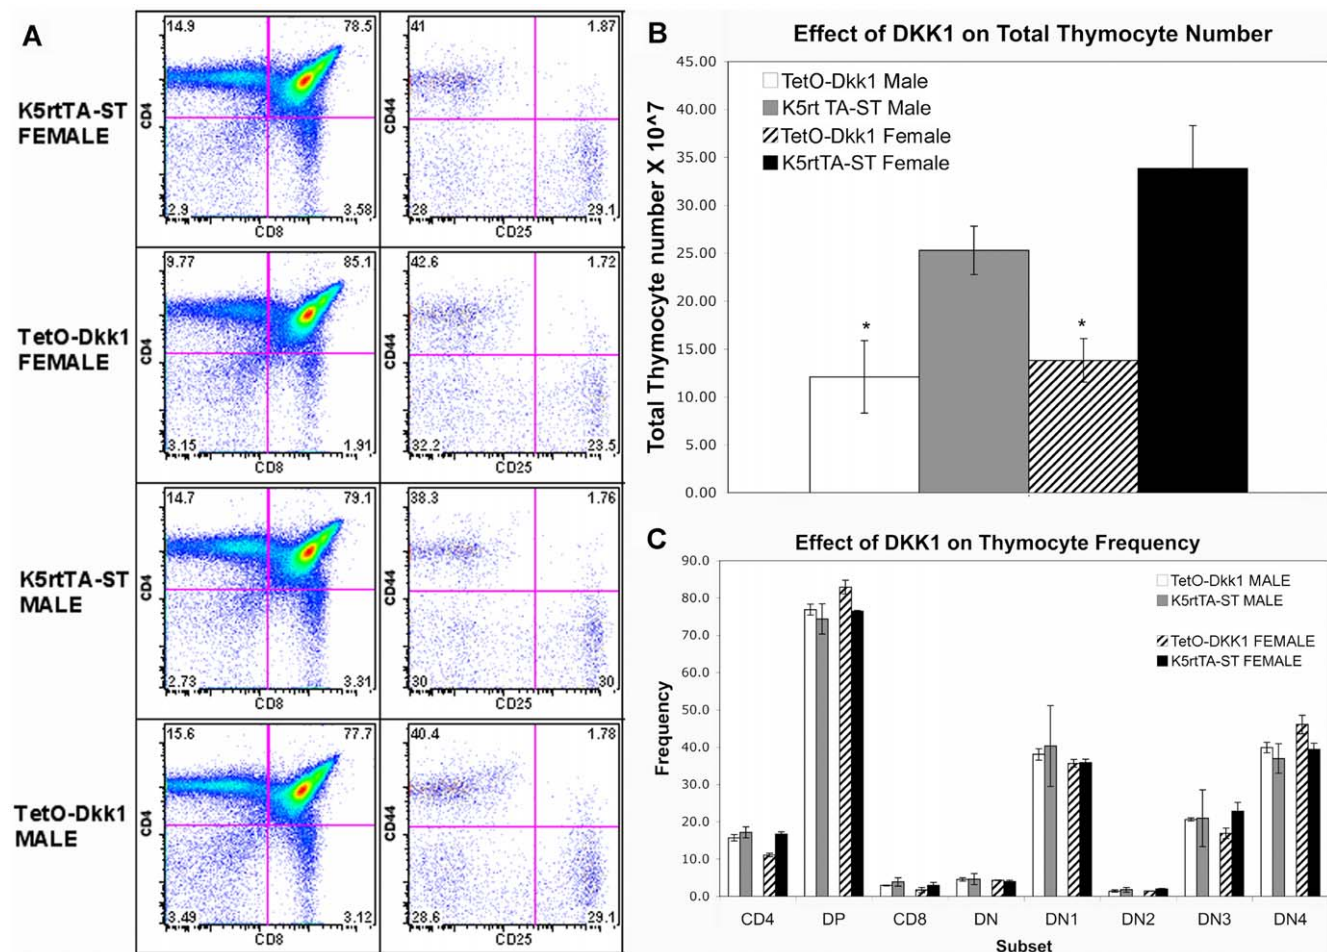 A
K5rtTA-ST
FEMALE
14.9 78.5
CD4
2.9 3.58
CD8
41 1.87
CD44
28 29.1
CD25
TetO-Dkk1
FEMALE
9.77 85.1
CD4
3.15 1.91
CD8
42.6 1.72
CD44
32.2 23.5
CD25
K5rtTA-ST
MALE
14.7 79.1
CD4
2.73 3.31
CD8
38.3 1.76
CD44
30 30
CD25
TetO-Dkk1
MALE
15.6 77.7
CD4
3.49 3.12
CD8
40.4 1.78
CD44
28.6 29.1
CD25
B
Effect of DKK1 on Total Thymocyte Number
Total Thymocyte number X 10^7
45.00
40.00
35.00
30.00
25.00
20.00
15.00
10.00
5.00
0.00
TetO-Dkk1 Male
K5rt TA-ST Male
TetO-Dkk1 Female
K5rtTA-ST Female
* *
C
Effect of DKK1 on Thymocyte Frequency
Frequency
90.0
80.0
70.0
60.0
50.0
40.0
30.0
20.0
10.0
0.0
TetO-Dkk1 MALE
K5rtTA-ST MALE
TetO-DKK1 FEMALE
K5rtTA-ST FEMALE
CD4 DP CD8 DN DN1 DN2 DN3 DN4
Subset